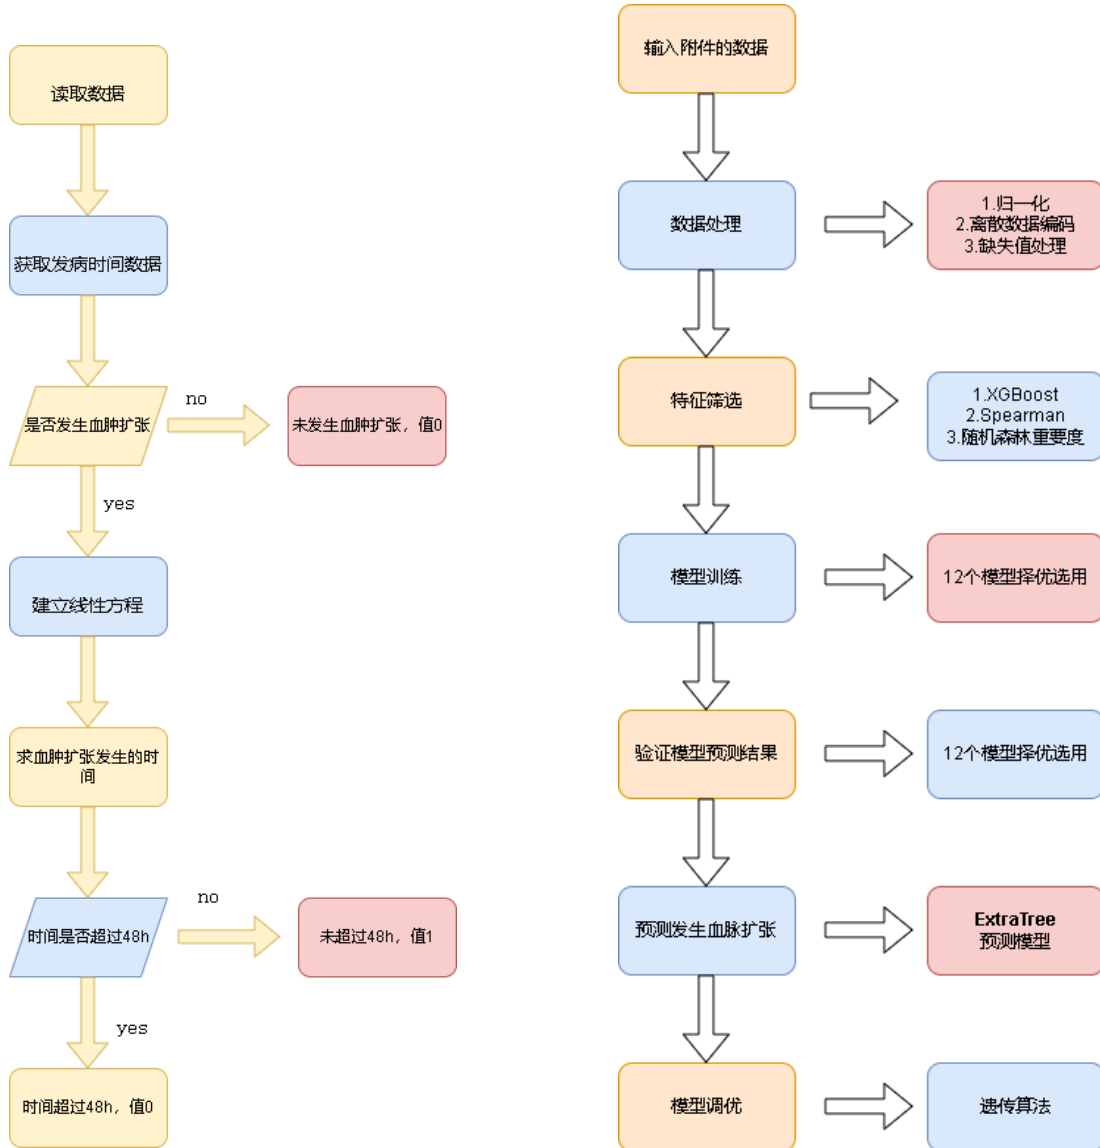 读取数据
获取发病时间数据
是否发生血肿扩张
no
未发生血肿扩张，值0
yes
建立线性方程
求血肿扩张发生的时
间
时间是否超过48h
no
未超过48h，值1
yes
时间超过48h，值0
输入附件的数据
数据处理
1.归一化
2.离散数据编码
3.缺失值处理
特征筛选
1.XGBoost
2.Spearman
3.随机森林重要度
模型训练
12个模型择优选用
验证模型预测结果
12个模型择优选用
预测发生血脉扩张
ExtraTree
预测模型
模型调优
遗传算法